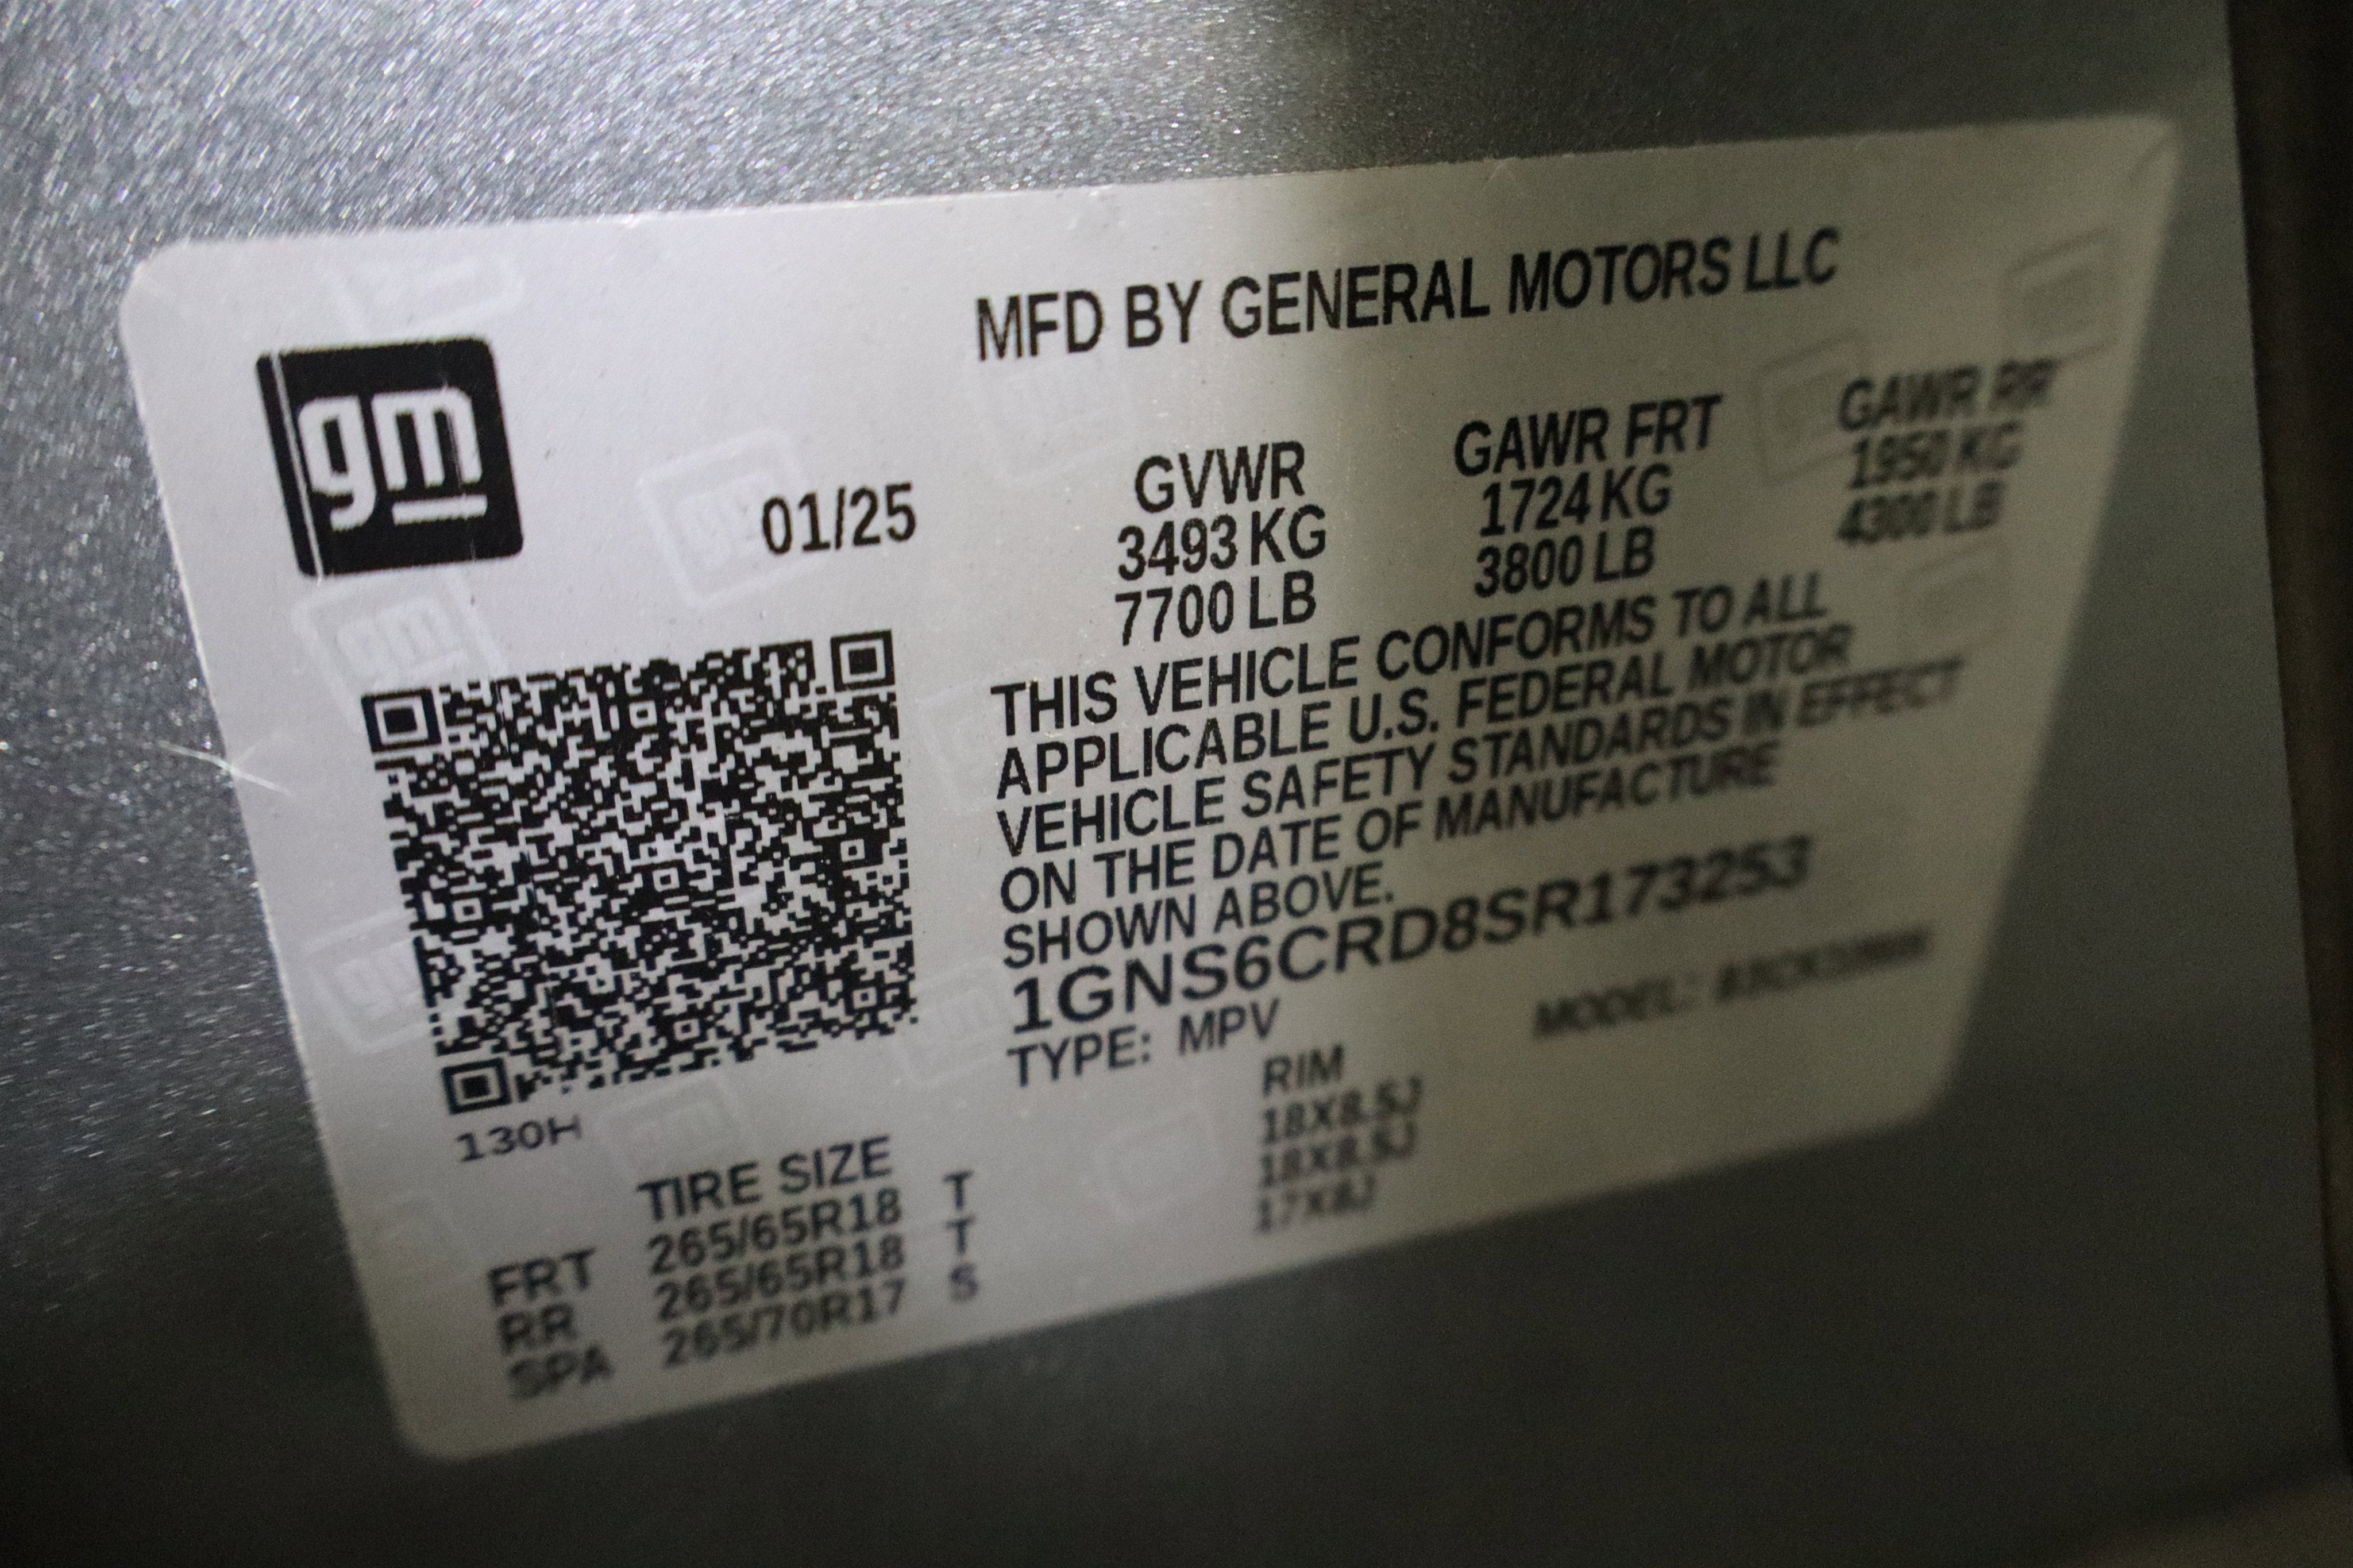 gm
MFD BY GENERAL MOTORS LLC
01/25
GVWR GAWR FRT GAWR RR
3493 KG 1724 KG 1950 KG
7700 LB 3800 LB 4300 LB
THIS VEHICLE CONFORMS TO ALL
APPLICABLE U.S. FEDERAL MOTOR
VEHICLE SAFETY STANDARDS IN EFFECT
ON THE DATE OF MANUFACTURE
SHOWN ABOVE.
1GNS6CRD8SR173253
TYPE: MPV MODEL:
130H
TIRE SIZE RIM
FRT 265/65R18 T 18X8.5J
RR 265/65R18 T 18X8.5J
SPA 265/70R17 S 17X8J